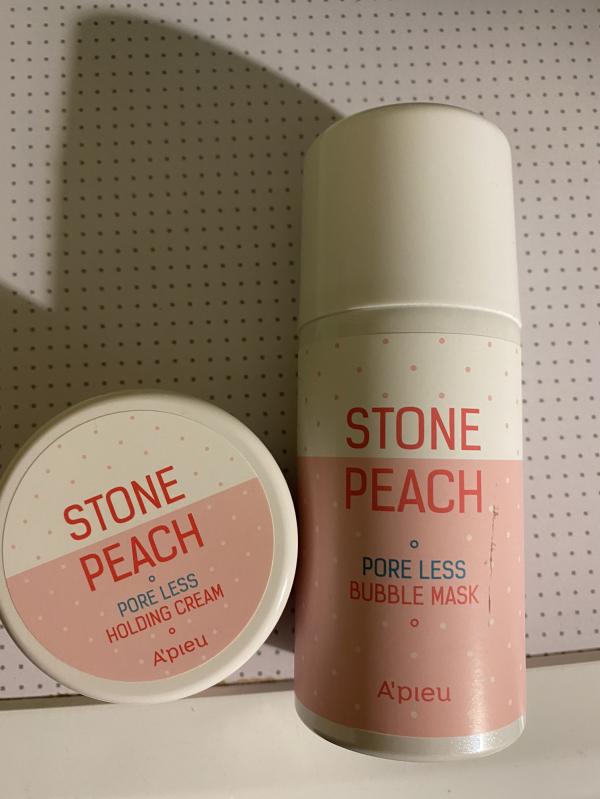 STONE
PEACH
PORE LESS
HOLDING CREAM
A'pieu
STONE
PEACH
PORE LESS
BUBBLE MASK
A'pieu